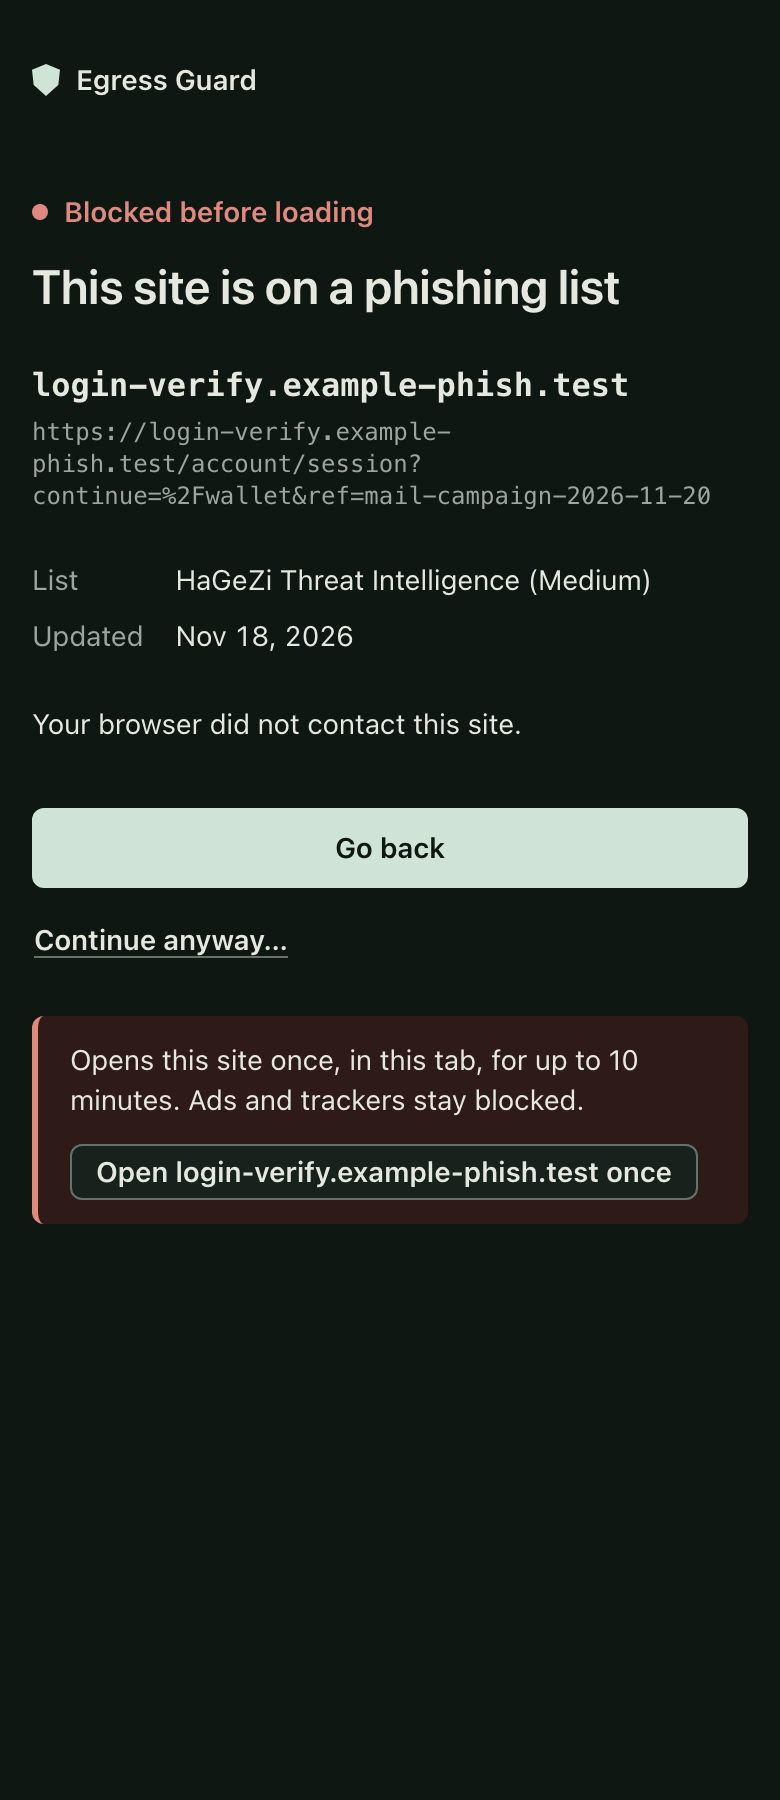 Egress Guard
Blocked before loading
This site is on a phishing list
login-verify.example-phish.test
https://login-verify.example-
phish.test/account/session?
continue=%2Fwallet&ref=mail-campaign-2026-11-20
List HaGeZi Threat Intelligence (Medium)
Updated Nov 18, 2026
Your browser did not contact this site.
Go back
Continue anyway...
Opens this site once, in this tab, for up to 10
minutes. Ads and trackers stay blocked.
Open login-verify.example-phish.test once